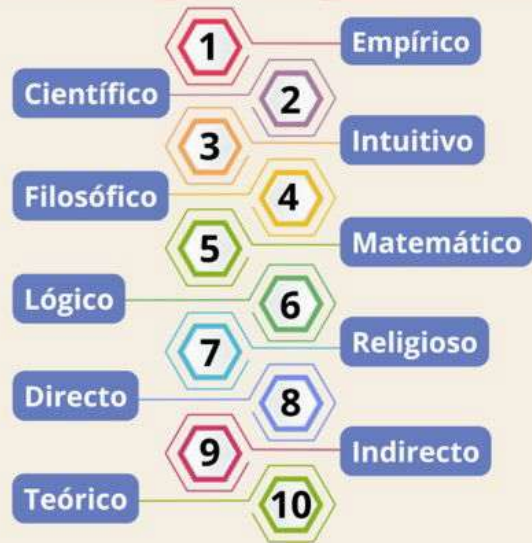 1 Empírico
Científico 2
3 Intuitivo
Filosófico 4
5 Matemático
Lógico 6
7 Religioso
Directo 8
9 Indirecto
Teórico 10